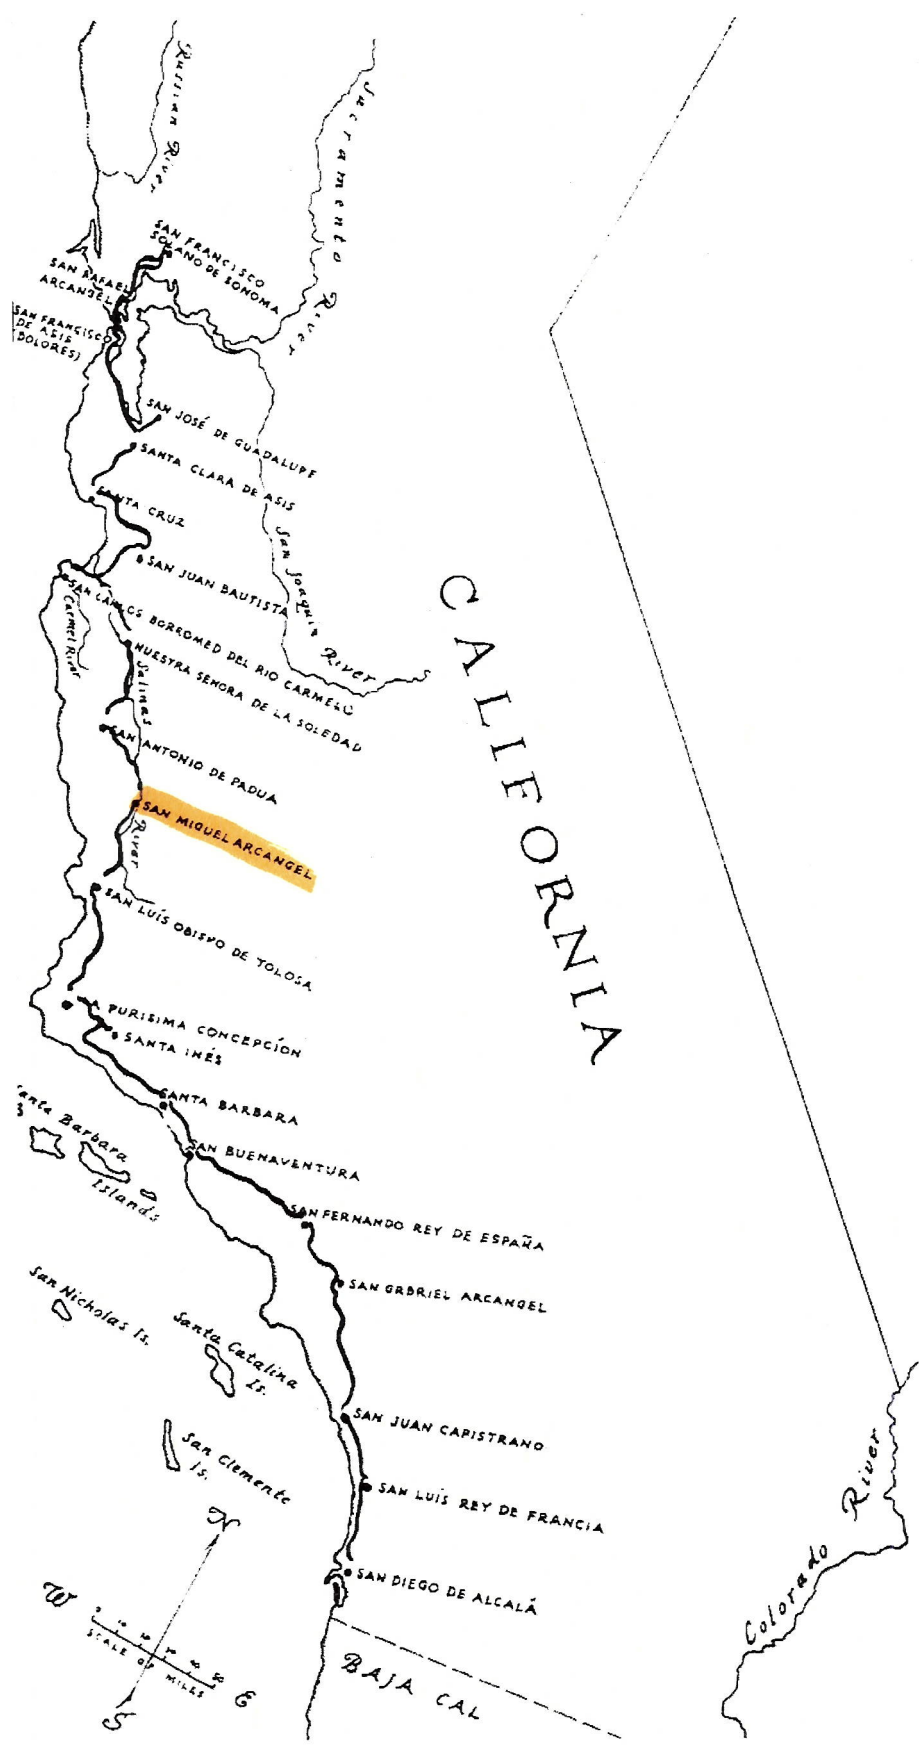 Russian River
Sacramento River
SAN FRANCISCO
SOLANO DE SONOMA
SAN RAFAEL
ARCANGEL
SAN FRANCISCO
DE ASIS
(DOLORES)
SAN JOSÉ DE GUADALUPE
SANTA CLARA DE ASIS
SANTA CRUZ
San Joaquin River
SAN JUAN BAUTISTA
SAN CARLOS BORROMED DEL RIO CARMELO
Carmel River
NUESTRA SENORA DE LA SOLEDAD
Salinas River
SAN ANTONIO DE PADUA
SAN MIQUEL ARCANGEL
CALIFORNIA
SAN LUÍS OBISPO DE TOLOSA
LA PURISIMA CONCEPCÍON
SANTA INÉS
SANTA BARBARA
Santa Barbara
Islands
SAN BUENAVENTURA
SAN FERNANDO REY DE ESPAÑA
SAN GRBRIEL ARCANGEL
San Nicholas Is.
Santa Catalina
Is.
SAN JUAN CAPISTRANO
San Clemente
Is.
SAN LUÍS REY DE FRANCIA
SAN DIEGO DE ALCALÁ
Colorado River
BAJA CAL
N
W
E
S
SCALE OF MILES